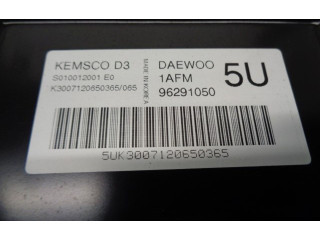 KEMSCO D3
S010012001 E0
K3007120650365/065
MADE IN KOREA
DAEWOO
1AFM
96291050
5U
5UK3007120650365